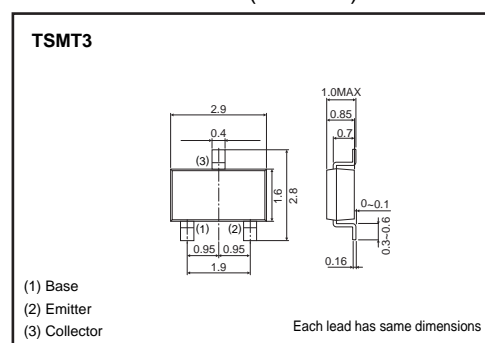 TSMT3
1.0MAX
2.9
0.85
0.4
0.7
(3)
1.6
2.8
0~0.1
(1)
(2)
0.3~0.6
0.95
0.95
0.16
1.9
(1) Base
(2) Emitter
(3) Collector
Each lead has same dimensions